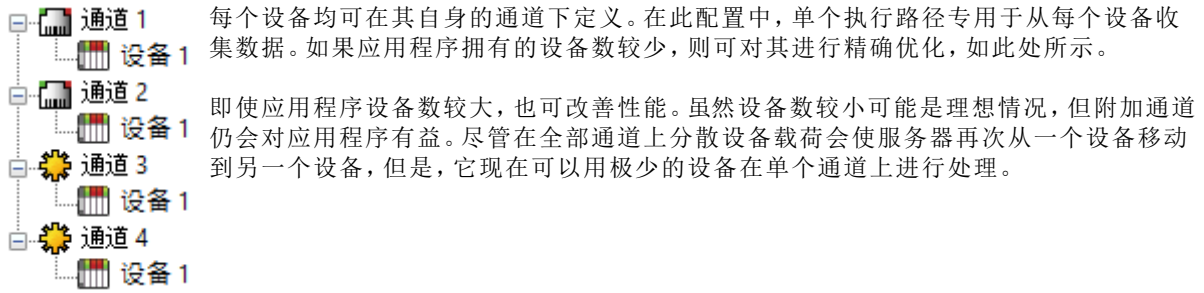 通道 1
设备 1
通道 2
设备 1
通道 3
设备 1
通道 4
设备 1
每个设备均可在其自身的通道下定义。在此配置中，单个执行路径专用于从每个设备收
集数据。如果应用程序拥有的设备数较少，则可对其进行精确优化，如此处所示。
即使应用程序设备数较大，也可改善性能。虽然设备数较小可能是理想情况，但附加通道
仍会对应用程序有益。尽管在全部通道上分散设备载荷会使服务器再次从一个设备移动
到另一个设备，但是，它现在可以用极少的设备在单个通道上进行处理。